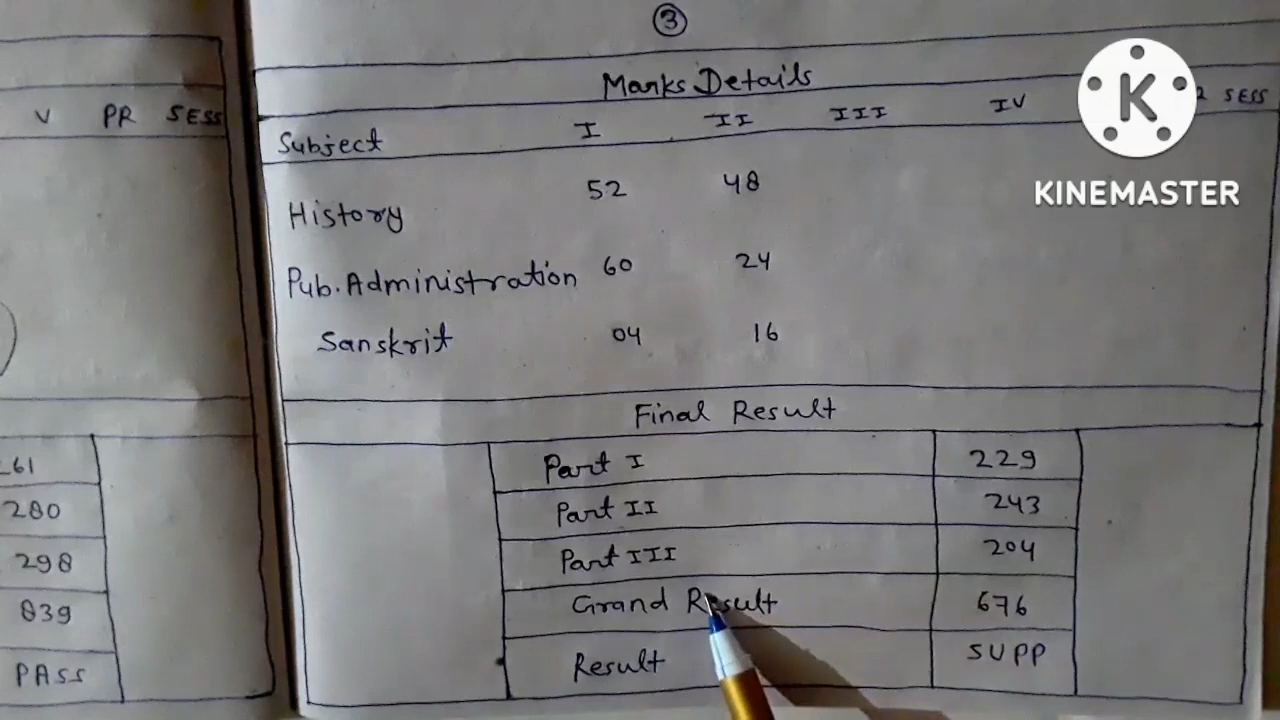 ③
Marks Details
V PR SESS
Subject I II III IV SESS
History 52 48
Pub. Administration 60 24
Sanskrit 04 16
Final Result
261
280
298
839
PASS
Part I 229
Part II 243
Part III 204
Grand Result 676
Result SUPP
K
KINEMASTER